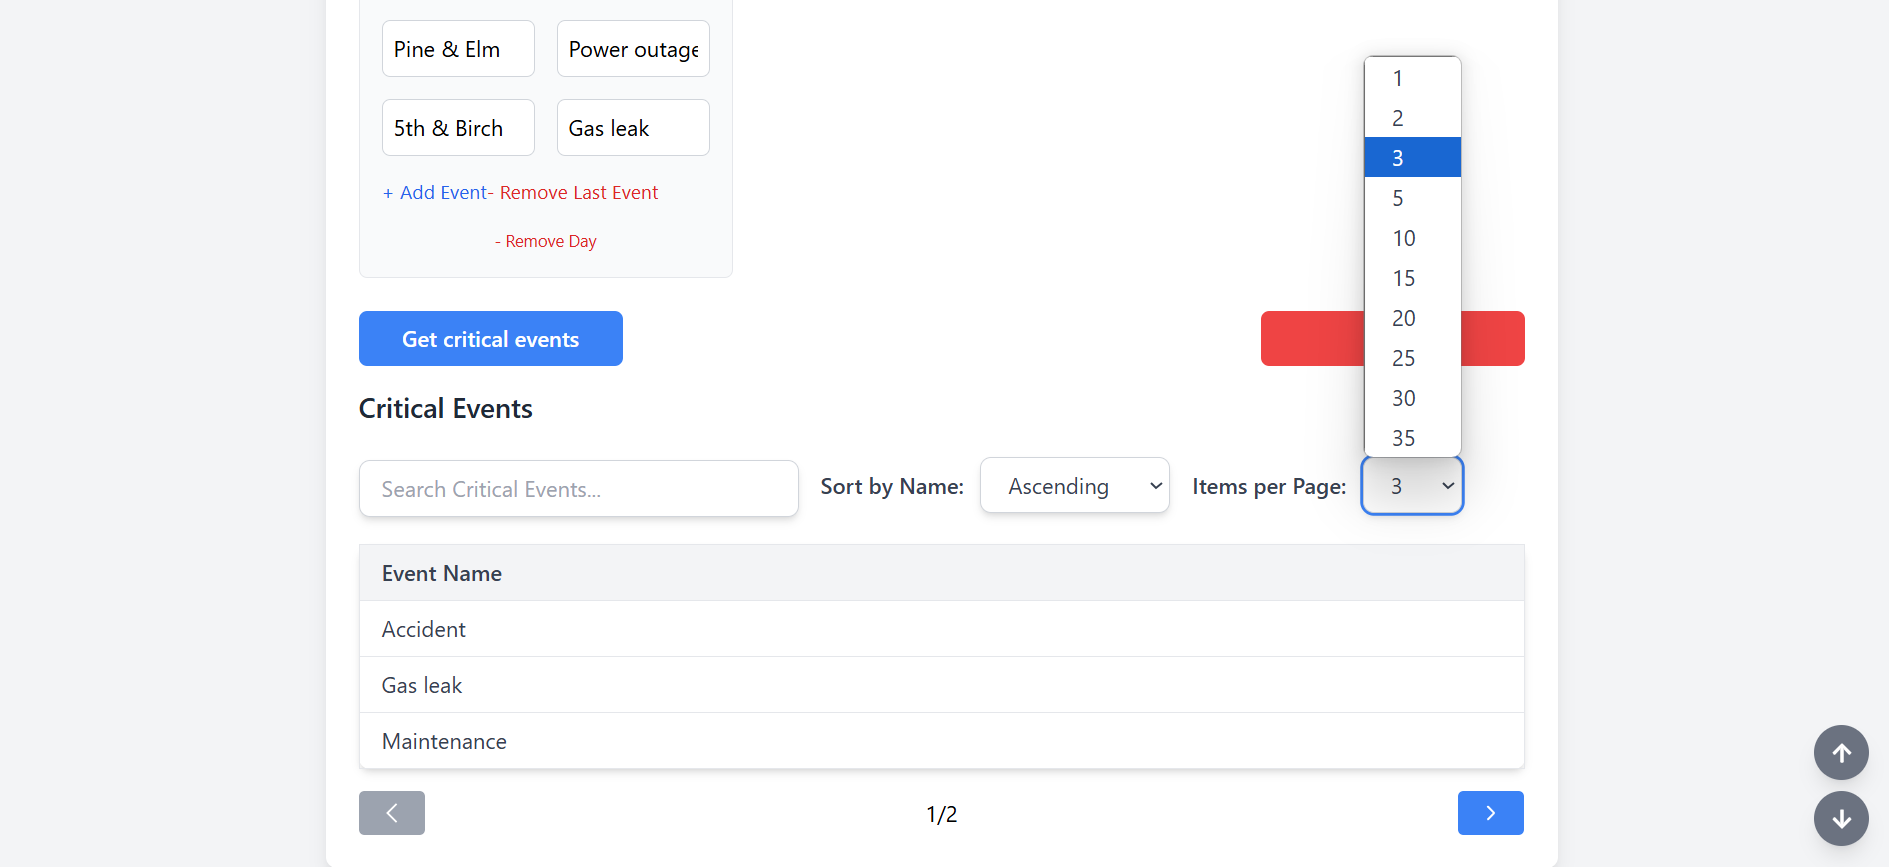 Pine & Elm Power outage
5th & Birch Gas leak
+ Add Event- Remove Last Event
- Remove Day
1
2
3
5
10
15
20
25
30
35
Get critical events
Critical Events
Search Critical Events...
Sort by Name: Ascending
Items per Page: 3
Event Name
Accident
Gas leak
Maintenance
1/2